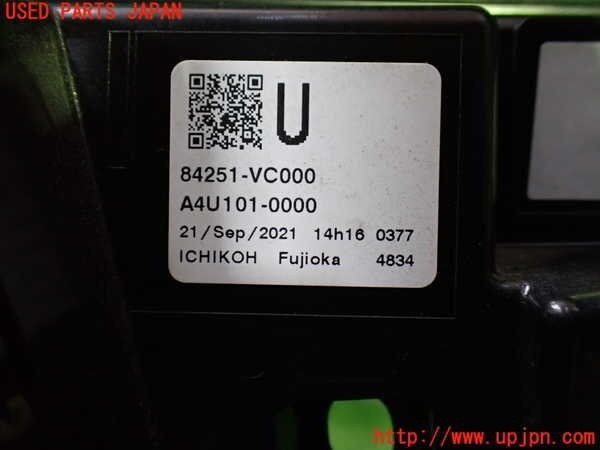 USED PARTS JAPAN
U
84251-VC000
A4U101-0000
21/Sep/2021 14h16 0377
ICHIKOH Fujioka 4834
http://www.upjpn.com/